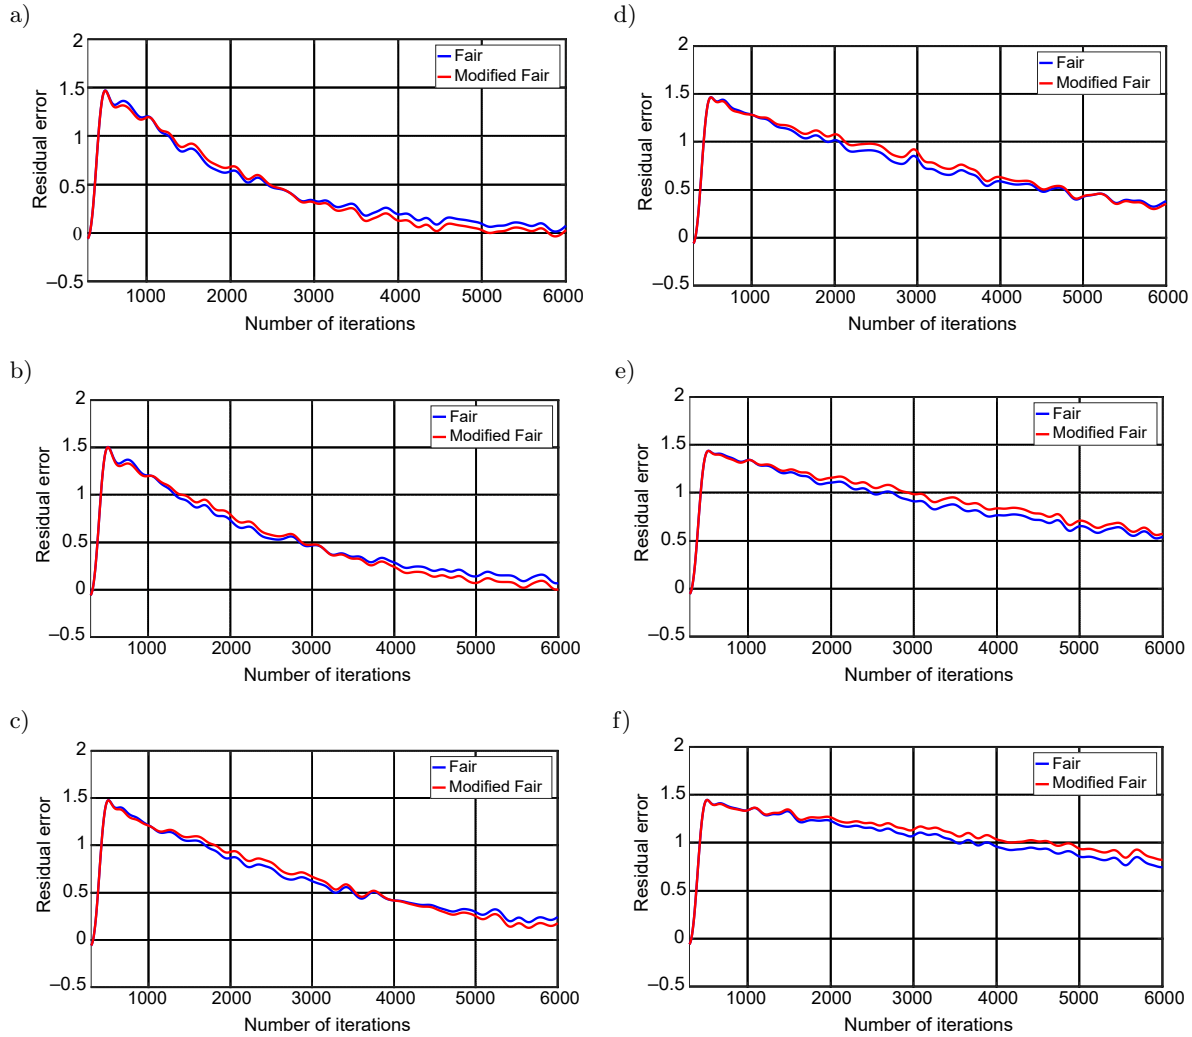 a)
2
1.5
1
0.5
0
–0.5
Residual error
Fair
Modified Fair
1000 2000 3000 4000 5000 6000
Number of iterations
b)
2
1.5
1
0.5
0
–0.5
Residual error
Fair
Modified Fair
1000 2000 3000 4000 5000 6000
Number of iterations
c)
2
1.5
1
0.5
0
–0.5
Residual error
Fair
Modified Fair
1000 2000 3000 4000 5000 6000
Number of iterations
d)
2
1.5
1
0.5
0
–0.5
Residual error
Fair
Modified Fair
1000 2000 3000 4000 5000 6000
Number of iterations
e)
2
1.5
1
0.5
0
–0.5
Residual error
Fair
Modified Fair
1000 2000 3000 4000 5000 6000
Number of iterations
f)
2
1.5
1
0.5
0
–0.5
Residual error
Fair
Modified Fair
1000 2000 3000 4000 5000 6000
Number of iterations